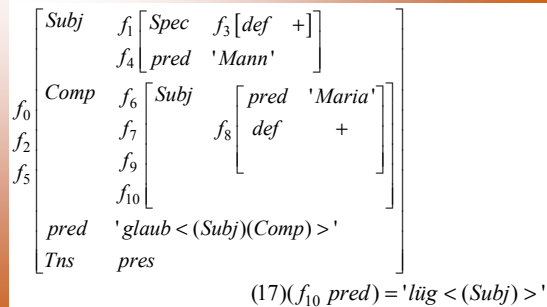 Subj f₁ [Spec f₃ [def +]
f₄ pred 'Mann']
f₀ Comp f₆ [Subj [pred 'Maria'
f₂ f₇ f₈ def +
f₅ f₉
f₁₀
pred 'glaub < (Subj)(Comp) >'
Tns pres
(17)(f₁₀ pred) = 'lüg < (Subj) >'